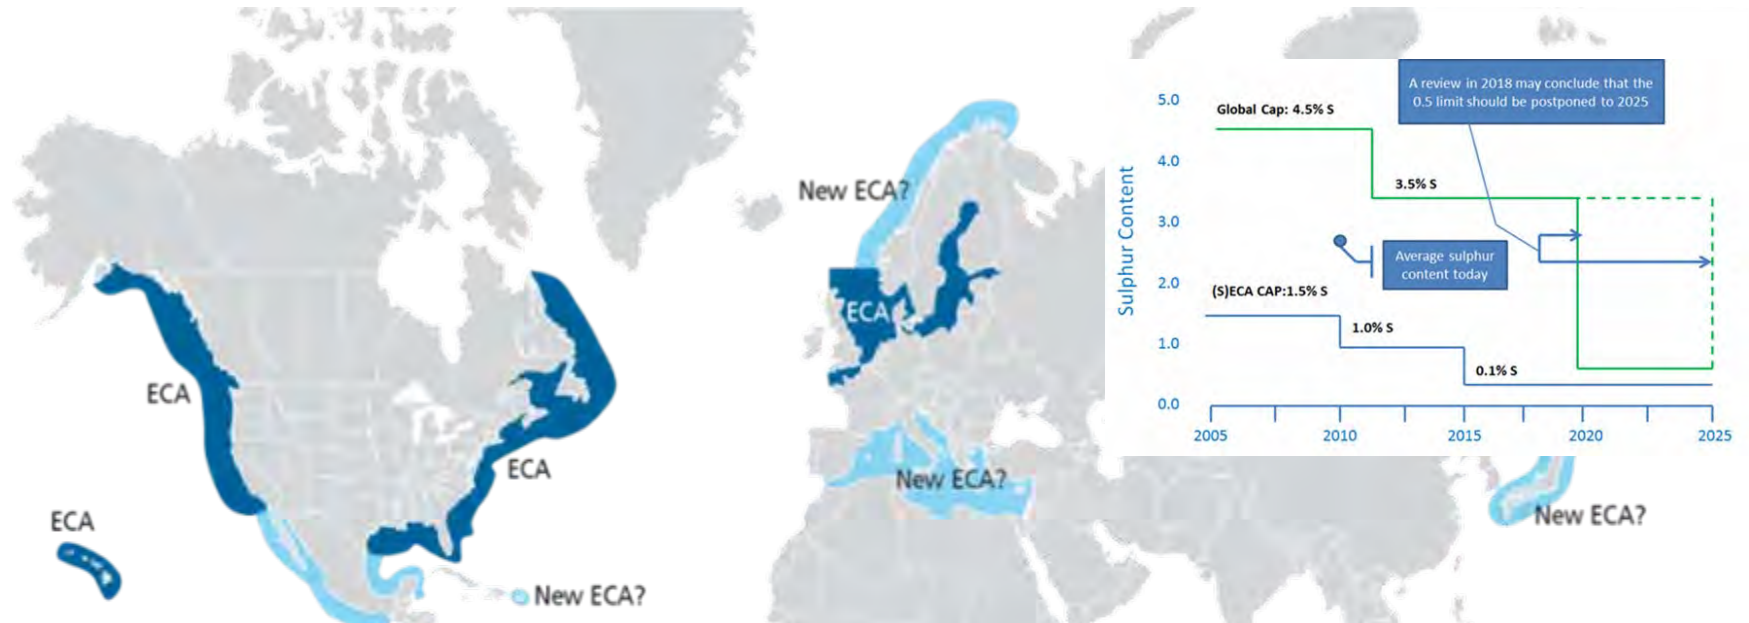 ECA
ECA
ECA
New ECA?
New ECA?
ECA
New ECA?
New ECA?
Sulphur Content
5.0
4.0
3.0
2.0
1.0
0.0
2005
2010
2015
2020
2025
Global Cap: 4.5% S
3.5% S
A review in 2018 may conclude that the
0.5 limit should be postponed to 2025
Average sulphur
content today
(S)ECA CAP:1.5% S
1.0% S
0.1% S